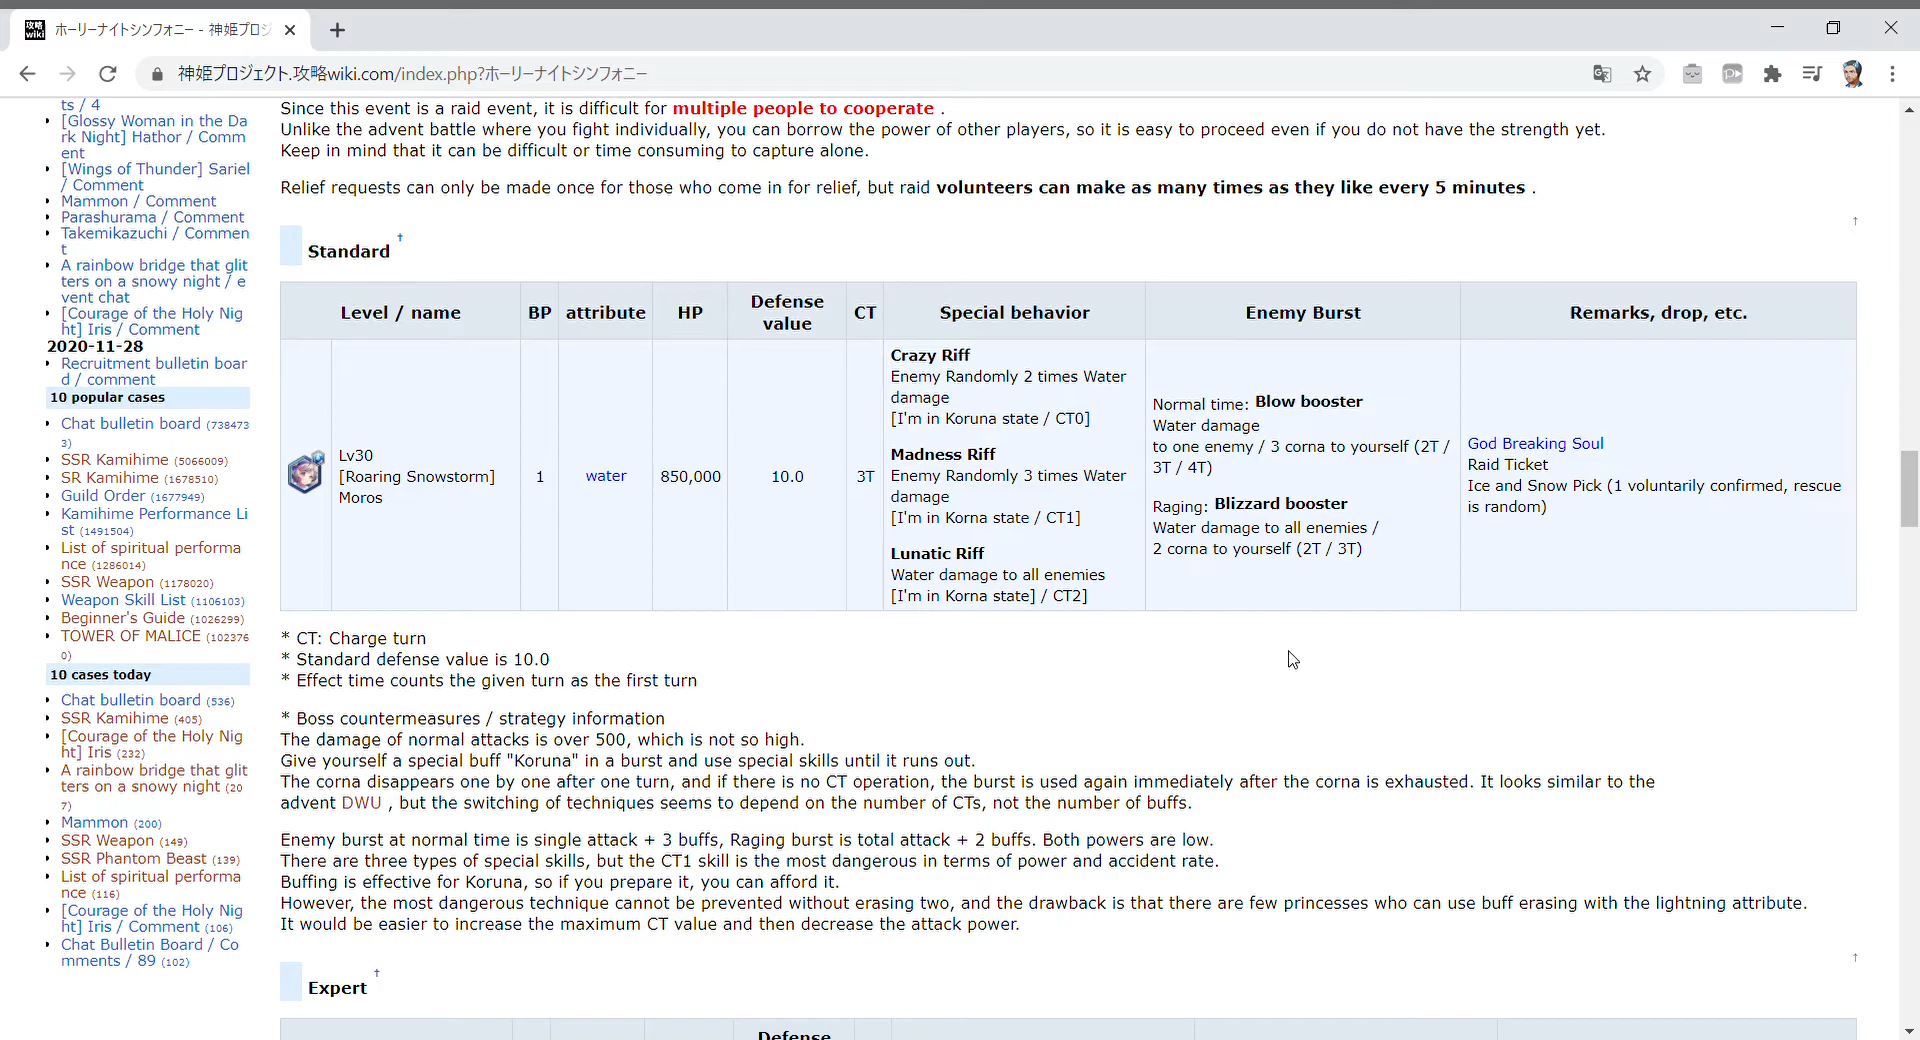 攻略
wiki
ホーリーナイトシンフォニー - 神姫プロジ
神姫プロジェクト.攻略wiki.com/index.php?ホーリーナイトシンフォニー
ts / 4
[Glossy Woman in the Da
rk Night] Hathor / Comm
ent
[Wings of Thunder] Sariel
/ Comment
Mammon / Comment
Parashurama / Comment
Takemikazuchi / Commen
t
A rainbow bridge that glit
ters on a snowy night / e
vent chat
[Courage of the Holy Nig
ht] Iris / Comment
2020-11-28
Recruitment bulletin boar
d / comment
10 popular cases
Chat bulletin board (738473
3)
SSR Kamihime (5066009)
SR Kamihime (1678510)
Guild Order (1677949)
Kamihime Performance Li
st (1491504)
List of spiritual performa
nce (1286014)
SSR Weapon (1178020)
Weapon Skill List (1106103)
Beginner's Guide (1026299)
TOWER OF MALICE (102376
0)
10 cases today
Chat bulletin board (536)
SSR Kamihime (405)
[Courage of the Holy Nig
ht] Iris (232)
A rainbow bridge that glit
ters on a snowy night (20
7)
Mammon (200)
SSR Weapon (149)
SSR Phantom Beast (139)
List of spiritual performa
nce (116)
[Courage of the Holy Nig
ht] Iris / Comment (106)
Chat Bulletin Board / Co
mments / 89 (102)
Since this event is a raid event, it is difficult for multiple people to cooperate .
Unlike the advent battle where you fight individually, you can borrow the power of other players, so it is easy to proceed even if you do not have the strength yet.
Keep in mind that it can be difficult or time consuming to capture alone.
Relief requests can only be made once for those who come in for relief, but raid volunteers can make as many times as they like every 5 minutes .
↑
Standard †
Level / name BP attribute HP Defense value CT Special behavior Enemy Burst Remarks, drop, etc.
Lv30
[Roaring Snowstorm]
Moros
1
water
850,000
10.0
3T
Crazy Riff
Enemy Randomly 2 times Water
damage
[I'm in Koruna state / CT0]
Madness Riff
Enemy Randomly 3 times Water
damage
[I'm in Korna state / CT1]
Lunatic Riff
Water damage to all enemies
[I'm in Korna state] / CT2]
Normal time: Blow booster
Water damage
to one enemy / 3 corna to yourself (2T /
3T / 4T)
Raging: Blizzard booster
Water damage to all enemies /
2 corna to yourself (2T / 3T)
God Breaking Soul
Raid Ticket
Ice and Snow Pick (1 voluntarily confirmed, rescue
is random)
* CT: Charge turn
* Standard defense value is 10.0
* Effect time counts the given turn as the first turn
* Boss countermeasures / strategy information
The damage of normal attacks is over 500, which is not so high.
Give yourself a special buff "Koruna" in a burst and use special skills until it runs out.
The corna disappears one by one after one turn, and if there is no CT operation, the burst is used again immediately after the corna is exhausted. It looks similar to the
advent DWU , but the switching of techniques seems to depend on the number of CTs, not the number of buffs.
Enemy burst at normal time is single attack + 3 buffs, Raging burst is total attack + 2 buffs. Both powers are low.
There are three types of special skills, but the CT1 skill is the most dangerous in terms of power and accident rate.
Buffing is effective for Koruna, so if you prepare it, you can afford it.
However, the most dangerous technique cannot be prevented without erasing two, and the drawback is that there are few princesses who can use buff erasing with the lightning attribute.
It would be easier to increase the maximum CT value and then decrease the attack power.
↑
Expert †
Defense